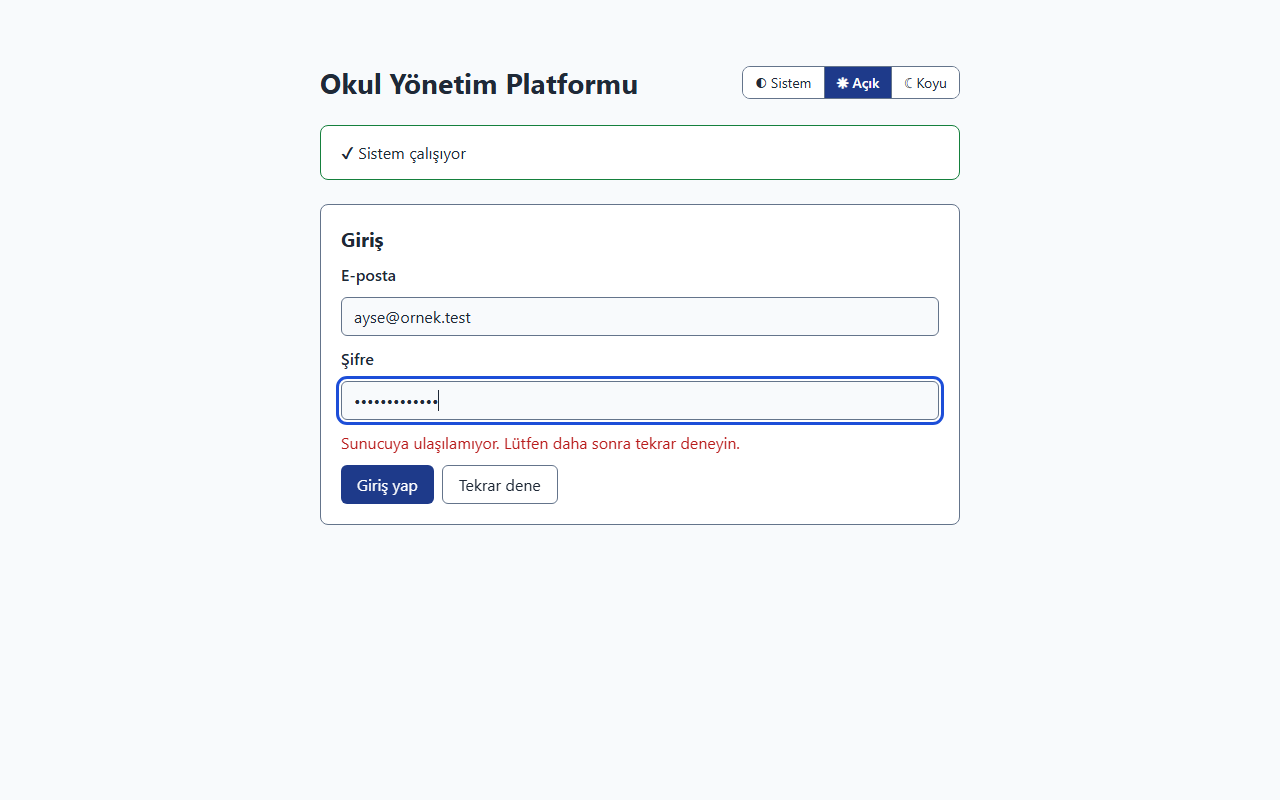 Okul Yönetim Platformu
Sistem Açık Koyu
✓ Sistem çalışıyor
Giriş
E-posta
ayse@ornek.test
Şifre
•••••••••••••
Sunucuya ulaşılamıyor. Lütfen daha sonra tekrar deneyin.
Giriş yap Tekrar dene